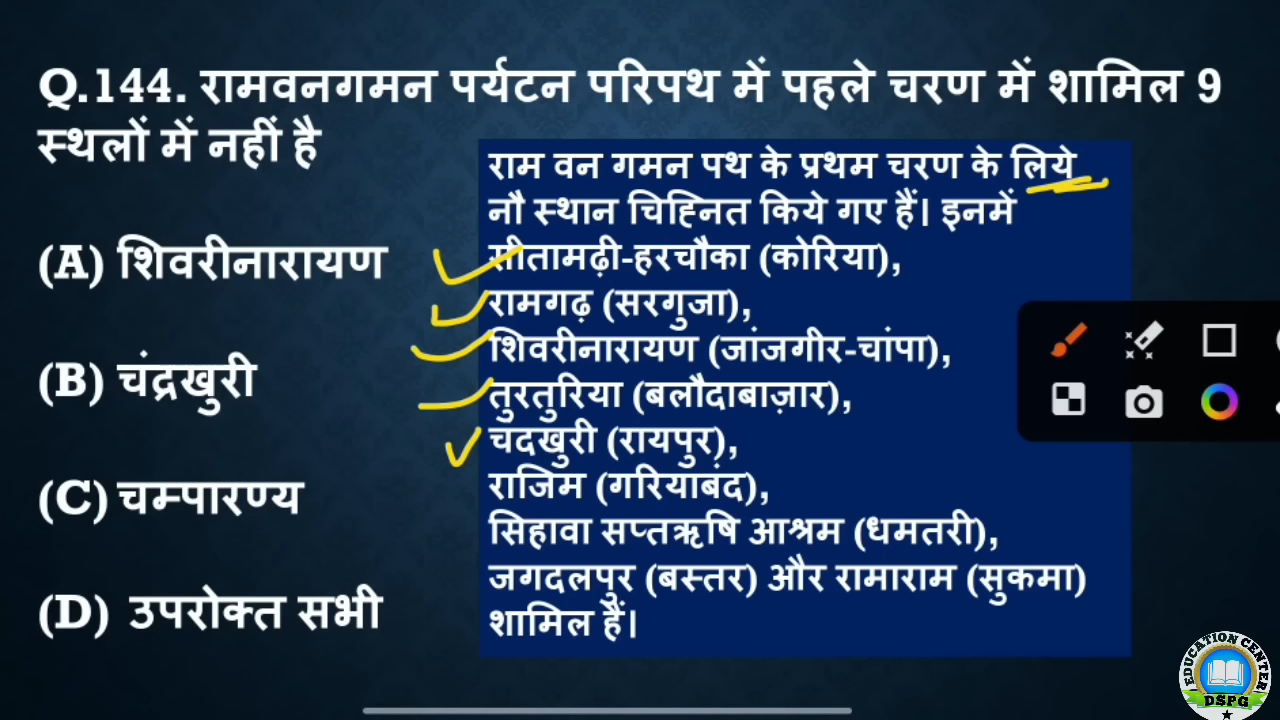 Q.144. रामवनगमन पर्यटन परिपथ में पहले चरण में शामिल 9
स्थलों में नहीं है
(A) शिवरीनारायण
(B) चंद्रखुरी
(C) चम्पारण्य
(D) उपरोक्त सभी
राम वन गमन पथ के प्रथम चरण के लिये
नौ स्थान चिह्नित किये गए हैं। इनमें
सीतामढ़ी-हरचौका (कोरिया),
रामगढ़ (सरगुजा),
शिवरीनारायण (जांजगीर-चांपा),
तुरतुरिया (बलौदाबाज़ार),
चंदखुरी (रायपुर),
राजिम (गरियाबंद),
सिहावा सप्तऋषि आश्रम (धमतरी),
जगदलपुर (बस्तर) और रामाराम (सुकमा)
शामिल हैं।
EDUCATION CENTER
DSPG